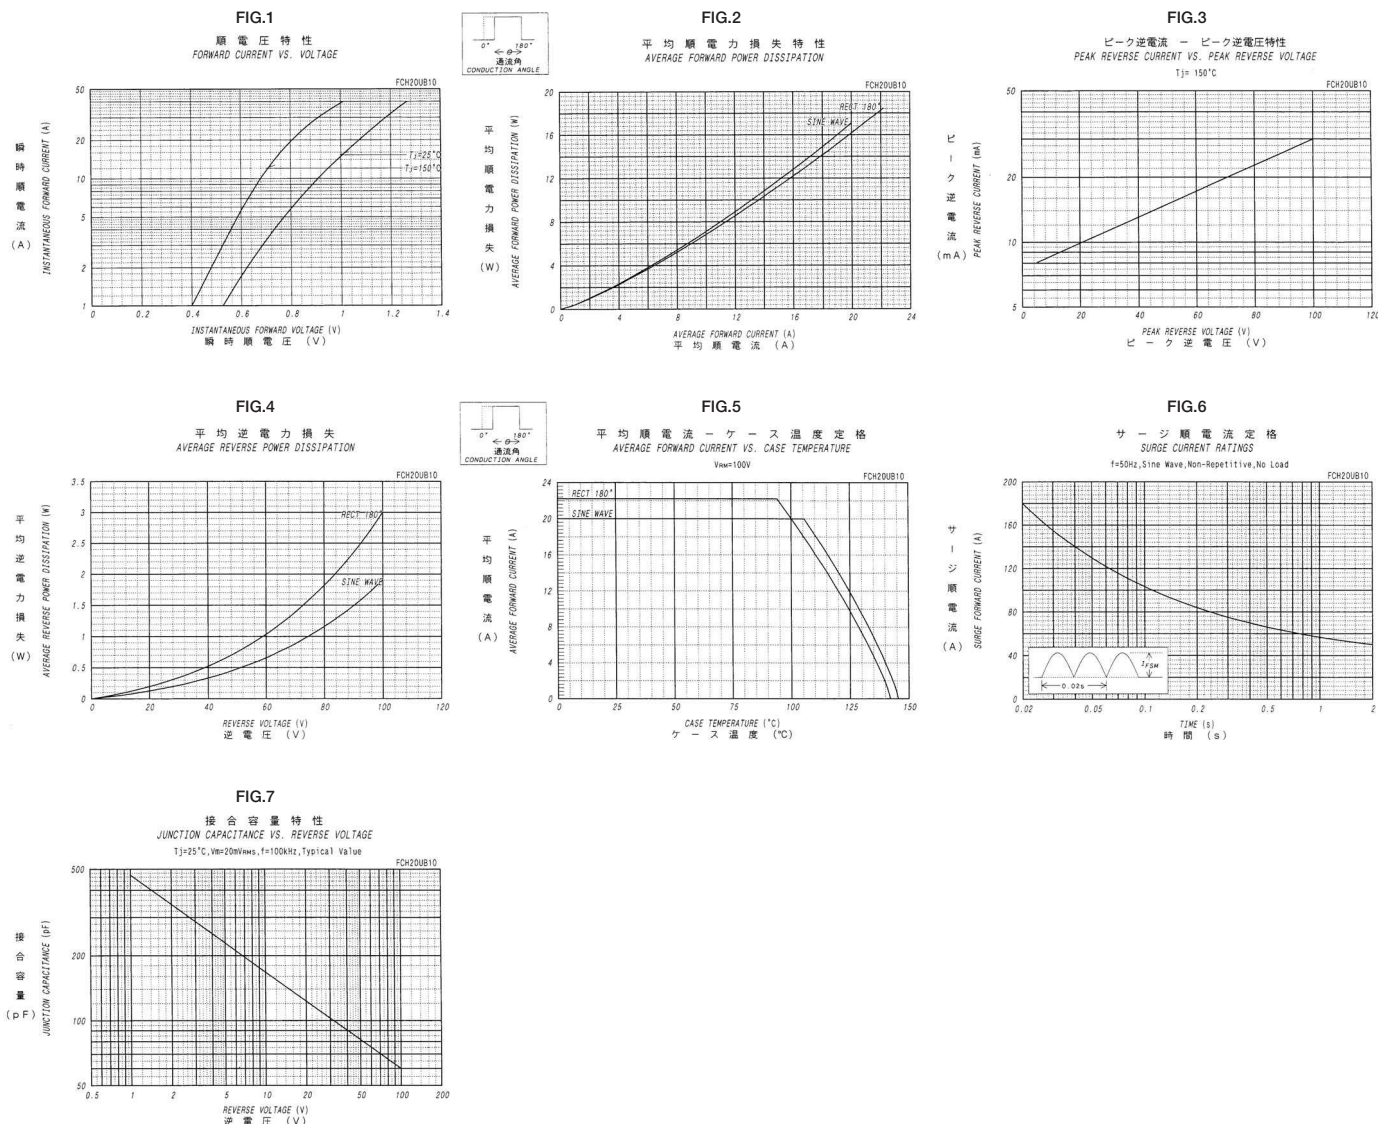 FIG.1
順電圧特性
FORWARD CURRENT VS. VOLTAGE
FCH20UB10
50
20
10
5
2
1
瞬時順電流 (A)
INSTANTANEOUS FORWARD CURRENT (A)
Tj=25°C
Tj=150°C
0 0.2 0.4 0.6 0.8 1.0 1.2 1.4
INSTANTANEOUS FORWARD VOLTAGE (V)
瞬時順電圧 (V)
FIG.2
0° 180°
θ
通流角
CONDUCTION ANGLE
平均順電力損失特性
AVERAGE FORWARD POWER DISSIPATION
FCH20UB10
20
16
12
8
4
0
平均順電力損失 (W)
AVERAGE FORWARD POWER DISSIPATION (W)
RECT 180°
SINE WAVE
0 4 8 12 16 20 24
AVERAGE FORWARD CURRENT (A)
平均順電流 (A)
FIG.3
ピーク逆電流 − ピーク逆電圧特性
PEAK REVERSE CURRENT VS. PEAK REVERSE VOLTAGE
Tj= 150°C
FCH20UB10
50
20
10
5
ピーク逆電流 (mA)
PEAK REVERSE CURRENT (mA)
0 20 40 60 80 100 120
PEAK REVERSE VOLTAGE (V)
ピーク逆電圧 (V)
FIG.4
平均逆電力損失
AVERAGE REVERSE POWER DISSIPATION
FCH20UB10
3.5
3
2.5
2
1.5
1
0.5
0
平均逆電力損失 (W)
AVERAGE REVERSE POWER DISSIPATION (W)
RECT 180°
SINE WAVE
0 20 40 60 80 100 120
REVERSE VOLTAGE (V)
逆電圧 (V)
FIG.5
0° 180°
θ
通流角
CONDUCTION ANGLE
平均順電流−ケース温度定格
AVERAGE FORWARD CURRENT VS. CASE TEMPERATURE
VRM=100V
FCH20UB10
24
20
16
12
8
4
0
平均順電流 (A)
AVERAGE FORWARD CURRENT (A)
RECT 180°
SINE WAVE
0 25 50 75 100 125 150
CASE TEMPERATURE (°C)
ケース温度 (°C)
FIG.6
サージ順電流定格
SURGE CURRENT RATINGS
f=50Hz,Sine Wave,Non-Repetitive,No Load
FCH20UB10
200
160
120
80
40
0
サージ順電流 (A)
SURGE FORWARD CURRENT (A)
IFSM
0.02s
0.02 0.05 0.1 0.2 0.5 1 2
TIME (s)
時間 (s)
FIG.7
接合容量特性
JUNCTION CAPACITANCE VS. REVERSE VOLTAGE
Tj=25°C,Vm=20mVRMS,f=100kHz,Typical Value
FCH20UB10
500
200
100
50
接合容量 (pF)
JUNCTION CAPACITANCE (pF)
0.5 1 2 5 10 20 50 100 200
REVERSE VOLTAGE (V)
逆電圧 (V)